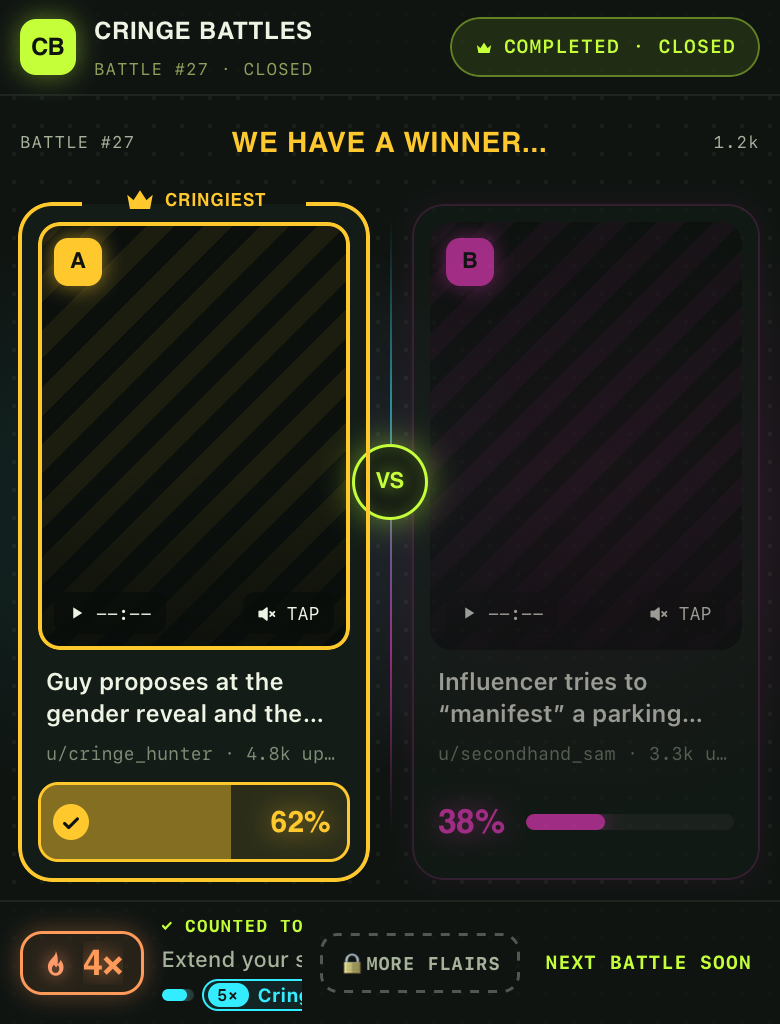 CB
CRINGE BATTLES
BATTLE #27 · CLOSED
COMPLETED · CLOSED
BATTLE #27
WE HAVE A WINNER...
1.2k
CRINGIEST
A
––:––
TAP
Guy proposes at the
gender reveal and the...
u/cringe_hunter · 4.8k up…
62%
VS
B
––:––
TAP
Influencer tries to
“manifest” a parking...
u/secondhand_sam · 3.3k u…
38%
4×
COUNTED TO
Extend your s
5× Cring
🔒MORE FLAIRS
NEXT BATTLE SOON